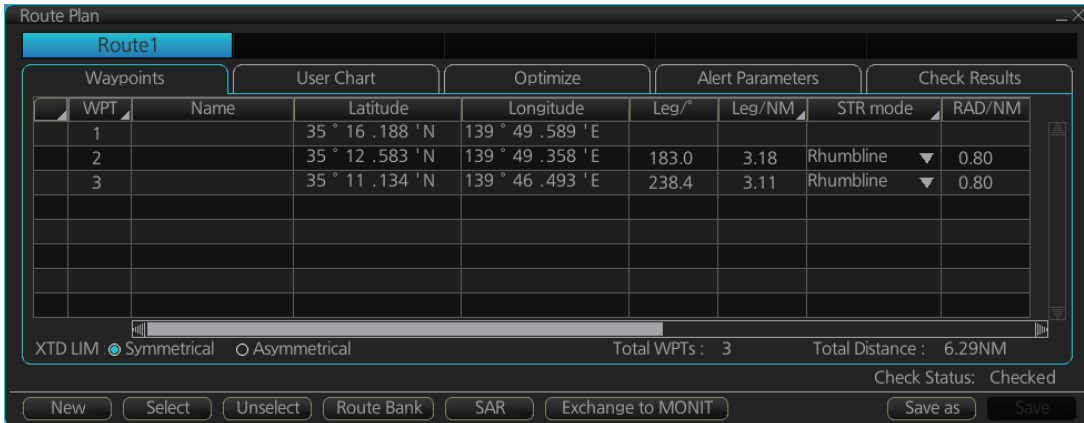 Route Plan
Route1
Waypoints User Chart Optimize Alert Parameters Check Results
WPT Name Latitude Longitude Leg/° Leg/NM STR mode RAD/NM
1 35 ° 16 .188 ' N 139 ° 49 .589 ' E
2 35 ° 12 .583 ' N 139 ° 49 .358 ' E 183.0 3.18 Rhumbline 0.80
3 35 ° 11 .134 ' N 139 ° 46 .493 ' E 238.4 3.11 Rhumbline 0.80
XTD LIM : Symmetrical Asymmetrical Total WPTs : 3 Total Distance : 6.29NM
Check Status: Checked
New Select Unselect Route Bank SAR Exchange to MONIT Save as Save